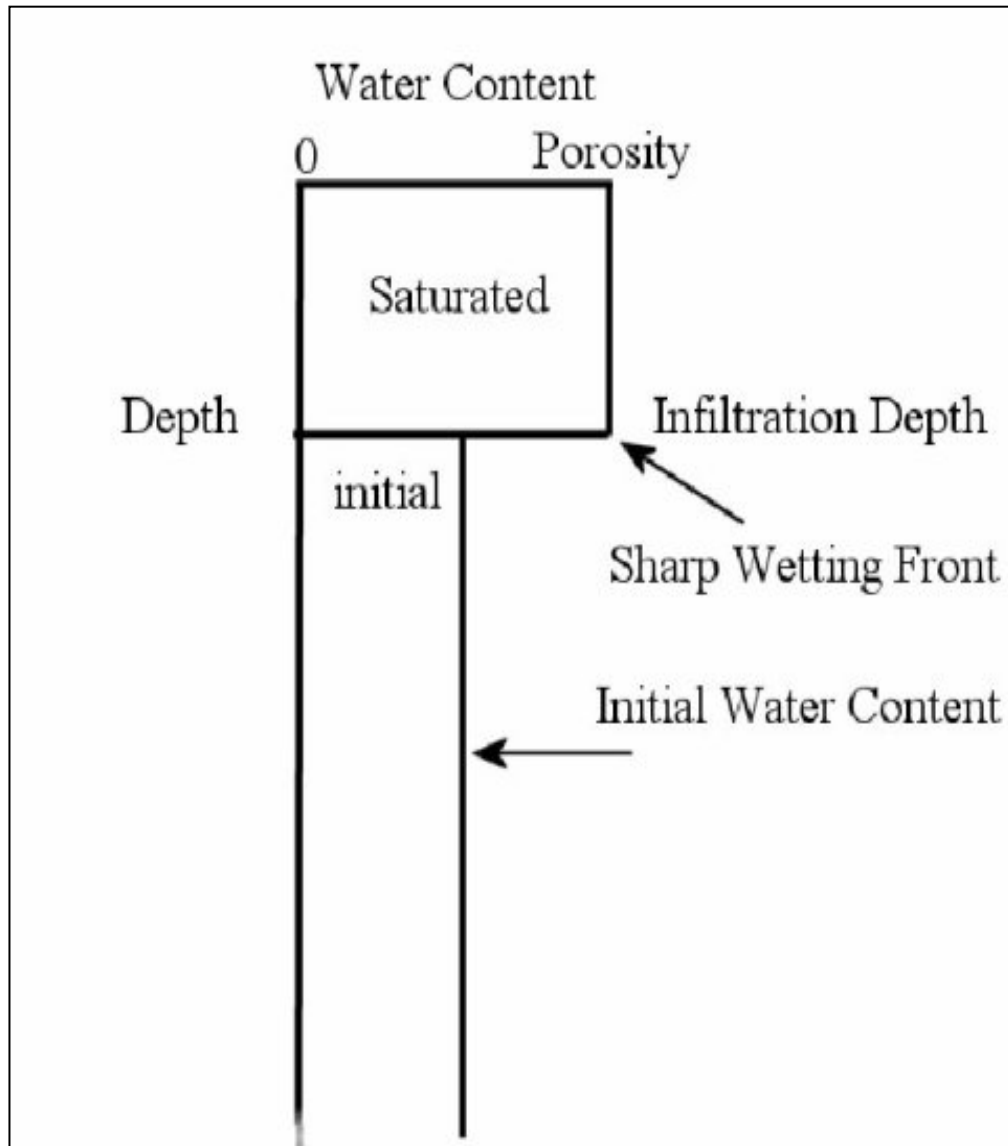 Water Content
0 Porosity
Saturated
Depth Infiltration Depth
initial
Sharp Wetting Front
Initial Water Content